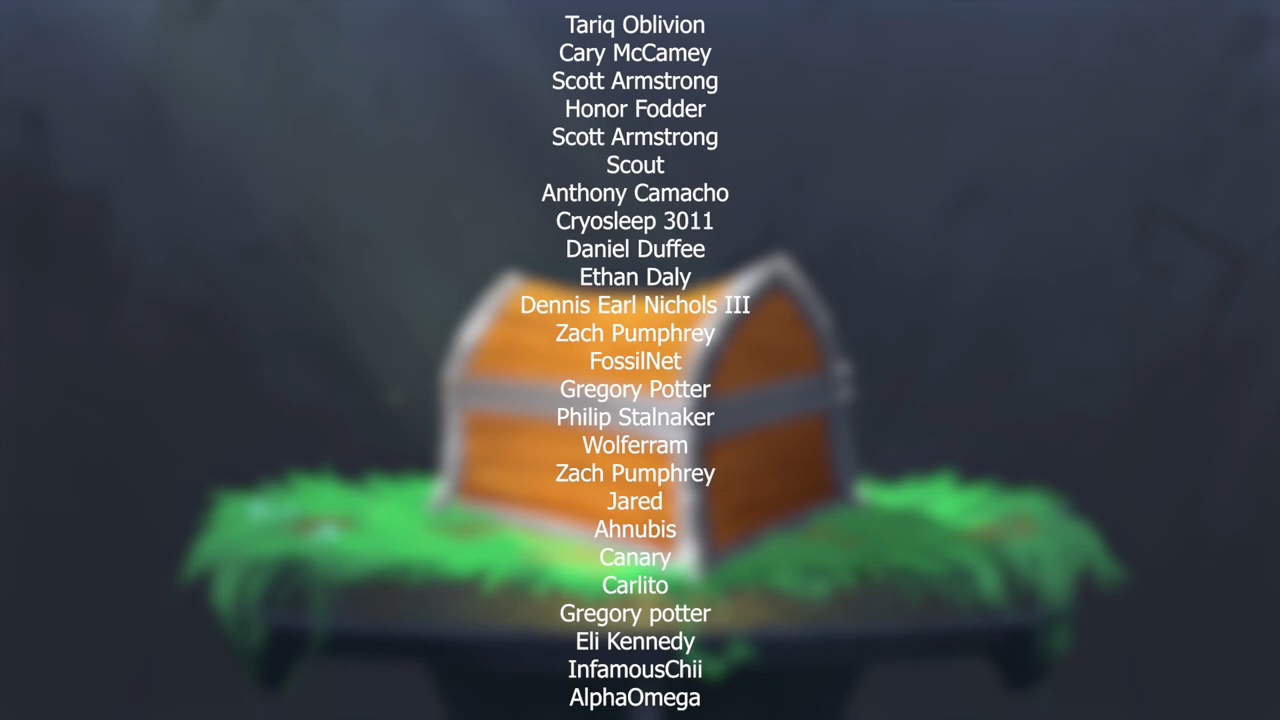 Tariq Oblivion
Cary McCamey
Scott Armstrong
Honor Fodder
Scott Armstrong
Scout
Anthony Camacho
Cryosleep 3011
Daniel Duffee
Ethan Daly
Dennis Earl Nichols III
Zach Pumphrey
FossilNet
Gregory Potter
Philip Stalnaker
Wolferram
Zach Pumphrey
Jared
Ahnubis
Canary
Carlito
Gregory potter
Eli Kennedy
InfamousChii
AlphaOmega